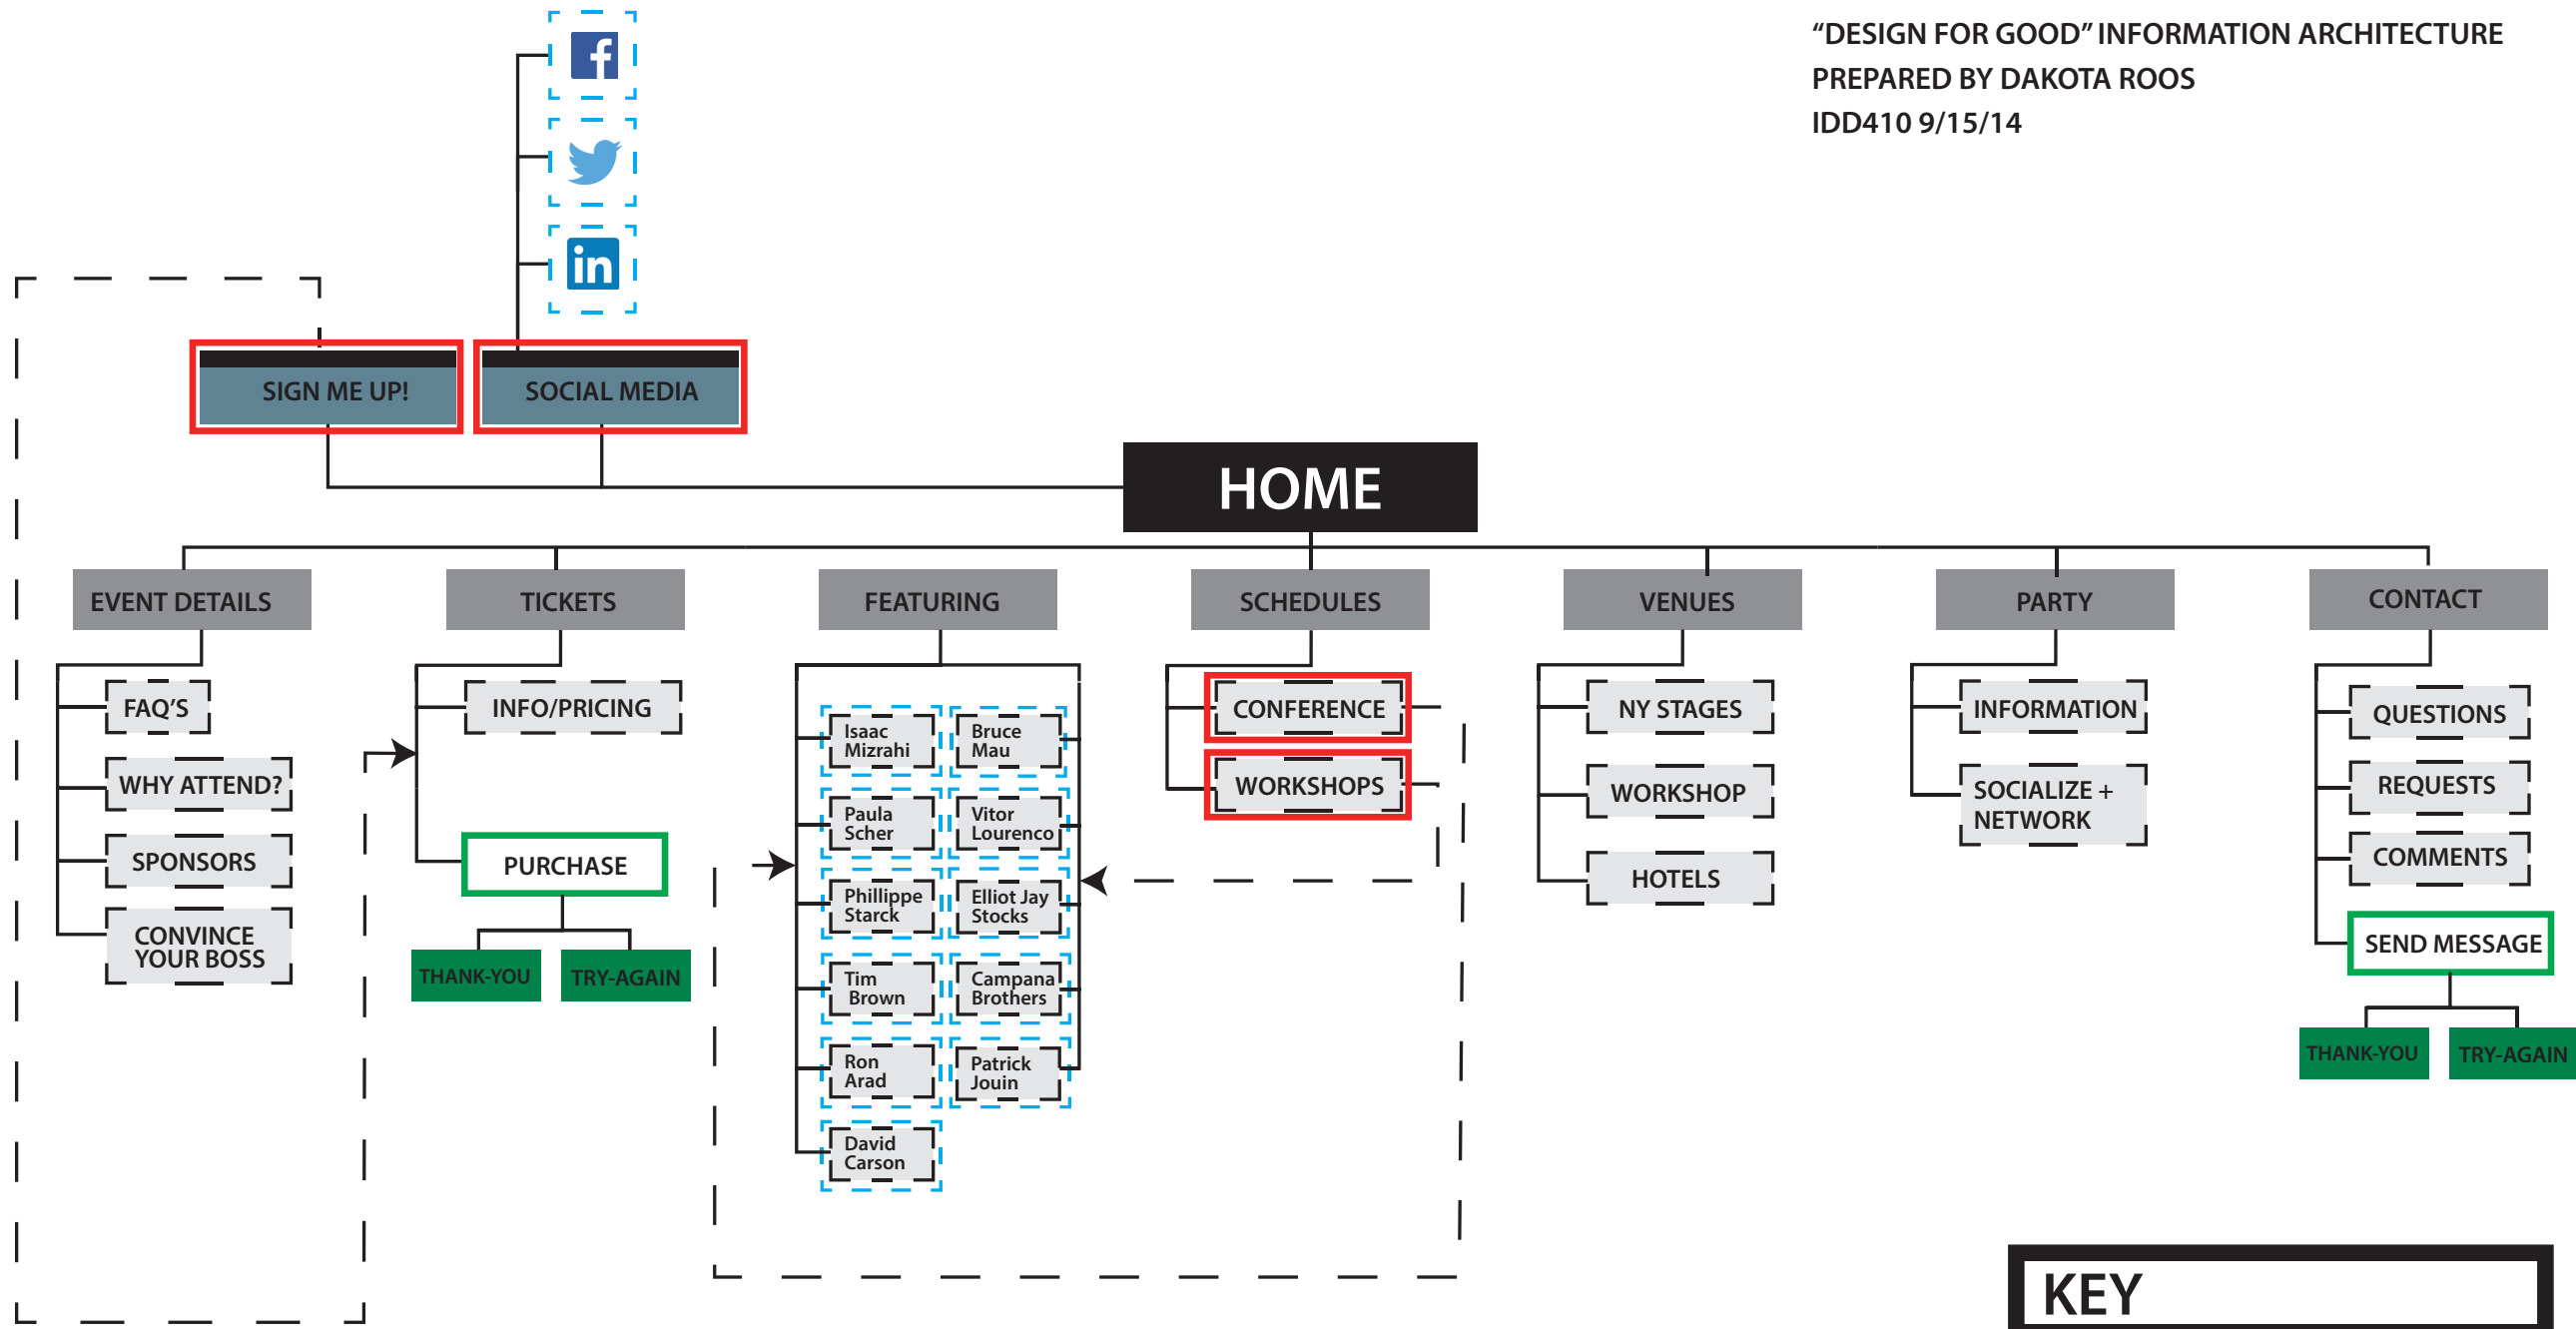 “DESIGN FOR GOOD” INFORMATION ARCHITECTURE
PREPARED BY DAKOTA ROOS
IDD410 9/15/14
f
in
SIGN ME UP!
SOCIAL MEDIA
HOME
EVENT DETAILS
TICKETS
FEATURING
SCHEDULES
VENUES
PARTY
CONTACT
FAQ’S
WHY ATTEND?
SPONSORS
CONVINCE
YOUR BOSS
INFO/PRICING
PURCHASE
THANK-YOU
TRY-AGAIN
Isaac
Mizrahi
Paula
Scher
Phillippe
Starck
Tim
Brown
Ron
Arad
David
Carson
Bruce
Mau
Vitor
Lourenco
Elliot Jay
Stocks
Campana
Brothers
Patrick
Jouin
CONFERENCE
WORKSHOPS
NY STAGES
WORKSHOP
HOTELS
INFORMATION
SOCIALIZE +
NETWORK
QUESTIONS
REQUESTS
COMMENTS
SEND MESSAGE
THANK-YOU
TRY-AGAIN
KEY